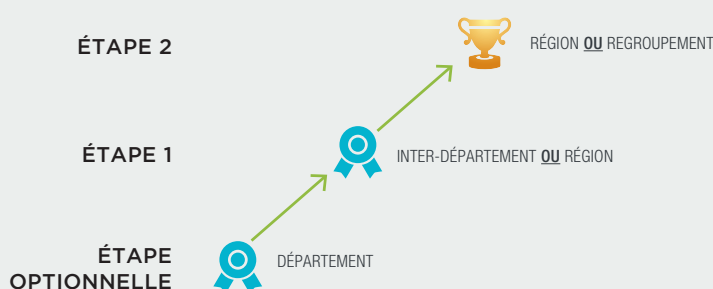 ÉTAPE 2
RÉGION OU REGROUPEMENT
ÉTAPE 1
INTER-DÉPARTEMENT OU RÉGION
ÉTAPE
OPTIONNELLE
DÉPARTEMENT